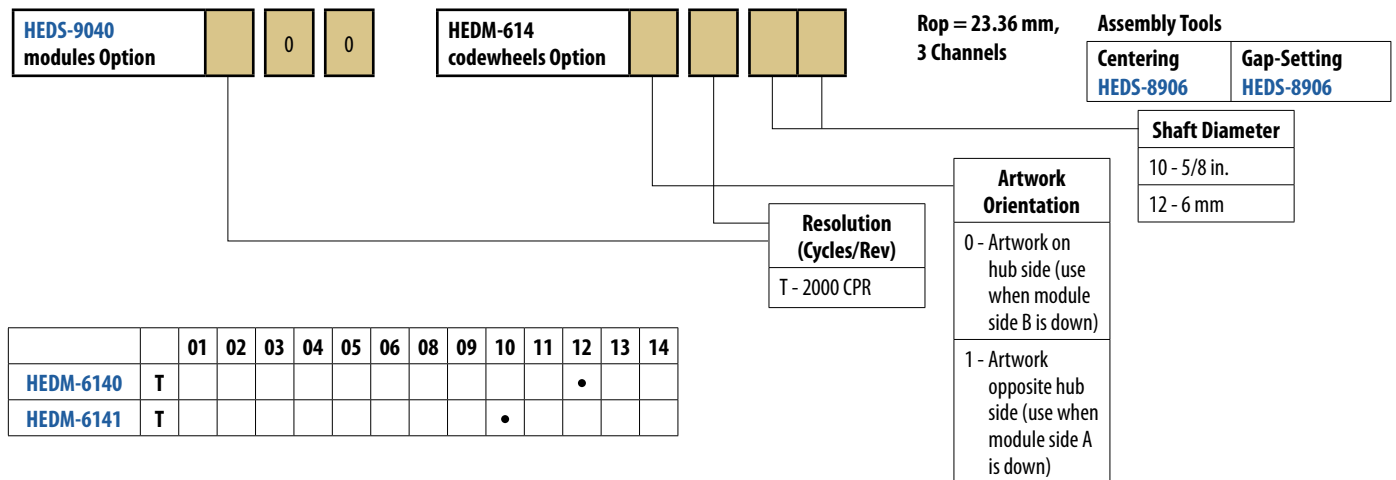 HEDS-9040
modules Option
0
0
HEDM-614
codewheels Option
Rop = 23.36 mm,
3 Channels
Assembly Tools
Centering
HEDS-8906
Gap-Setting
HEDS-8906
Shaft Diameter
10 - 5/8 in.
12 - 6 mm
Artwork
Orientation
0 - Artwork on
hub side (use
when module
side B is down)
1 - Artwork
opposite hub
side (use when
module side A
is down)
Resolution
(Cycles/Rev)
T - 2000 CPR
01 02 03 04 05 06 08 09 10 11 12 13 14
HEDM-6140 T •
HEDM-6141 T •